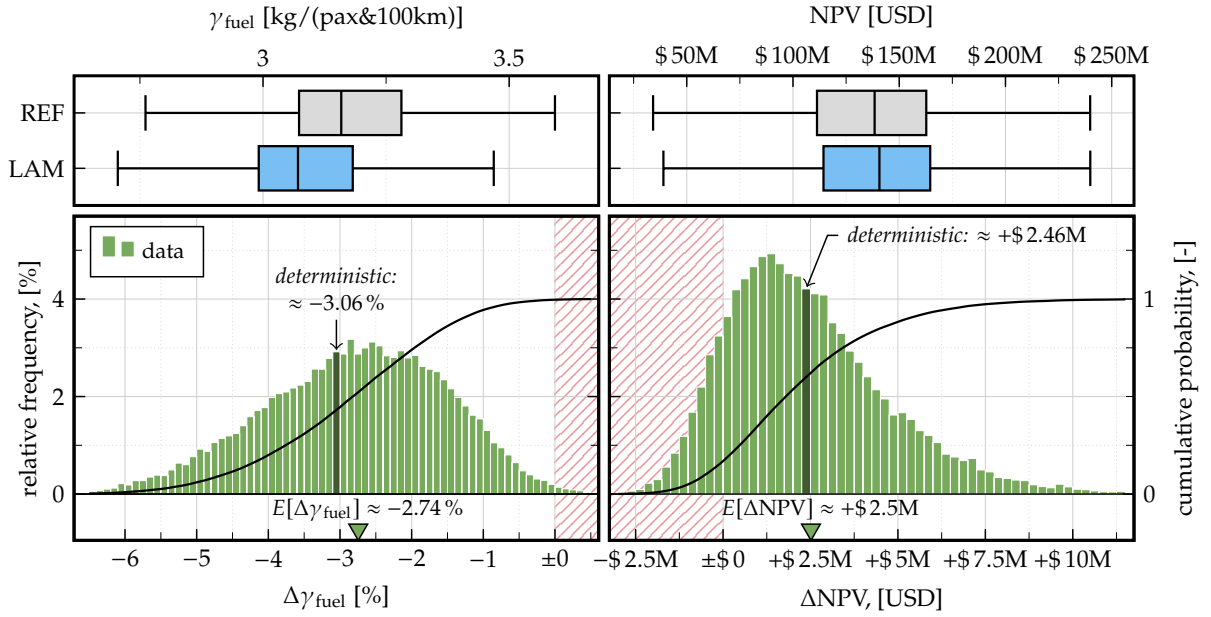 γfuel [kg/(pax&100km)]
NPV [USD]
3
3.5
$ 50M
$ 100M
$ 150M
$ 200M
$ 250M
REF
LAM
data
deterministic:
≈ −3.06 %
deterministic: ≈ +$ 2.46M
relative frequency, [%]
4
2
0
1
0
cumulative probability, [-]
E[Δγfuel] ≈ −2.74 %
E[ΔNPV] ≈ +$ 2.5M
−6
−5
−4
−3
−2
−1
±0
−$ 2.5M
±$ 0
+$ 2.5M
+$ 5M
+$ 7.5M
+$ 10M
Δγfuel [%]
ΔNPV, [USD]